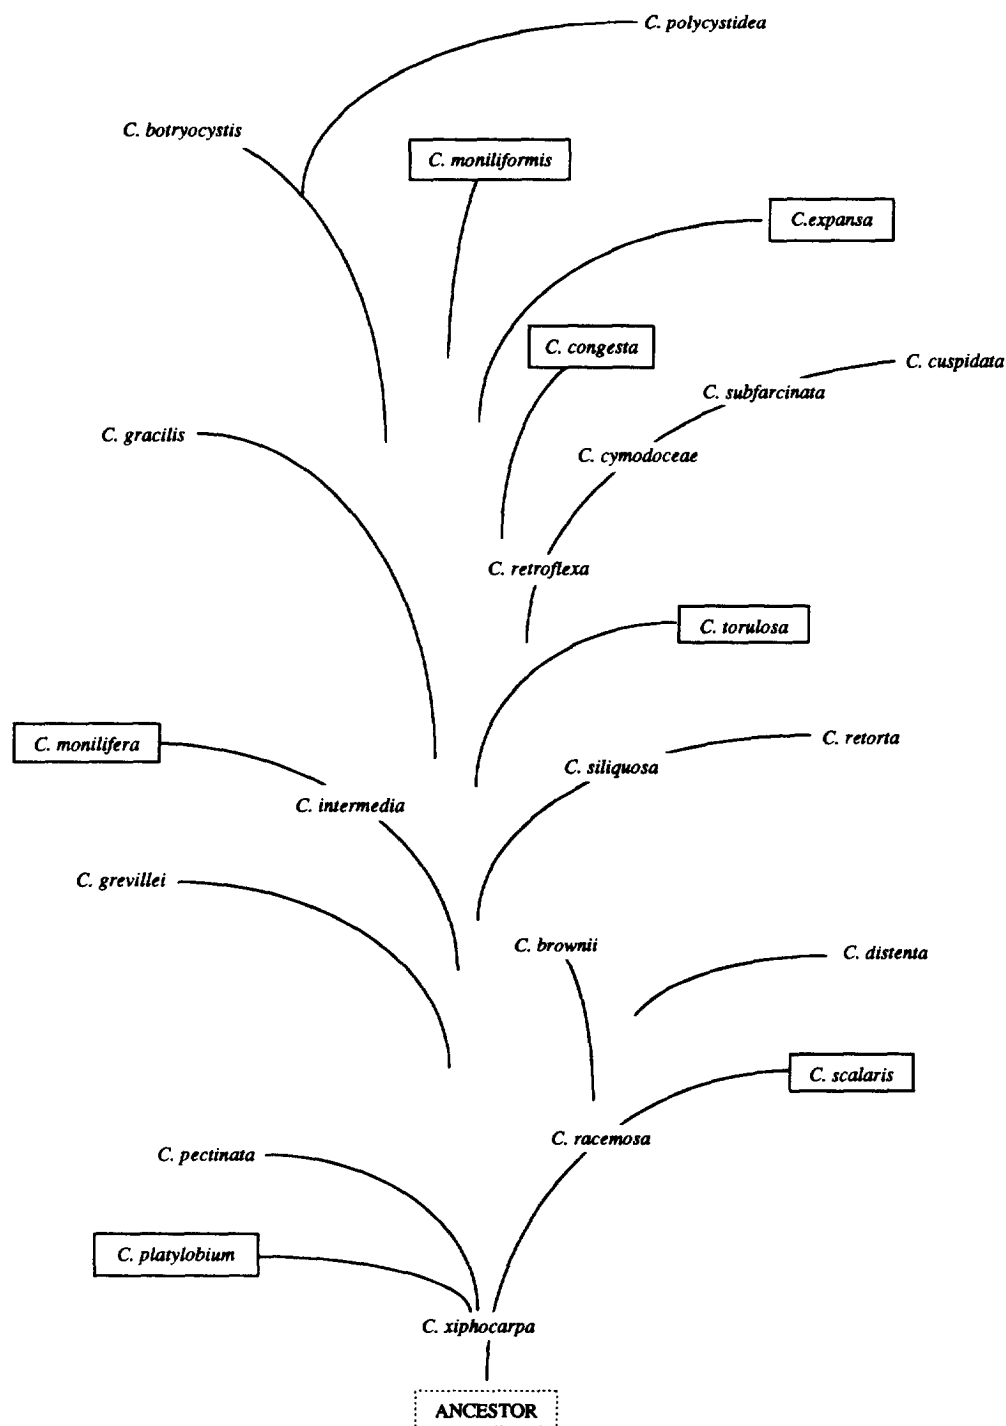 C. polycystidea
C. botryocystis
C. moniliformis
C.expansa
C. congesta
C. cuspidata
C. subfarcinata
C. gracilis
C. cymodoceae
C. retroflexa
C. torulosa
C. monilifera
C. retorta
C. siliquosa
C. intermedia
C. grevillei
C. brownii
C. distenta
C. scalaris
C. racemosa
C. pectinata
C. platylobium
C. xiphocarpa
ANCESTOR